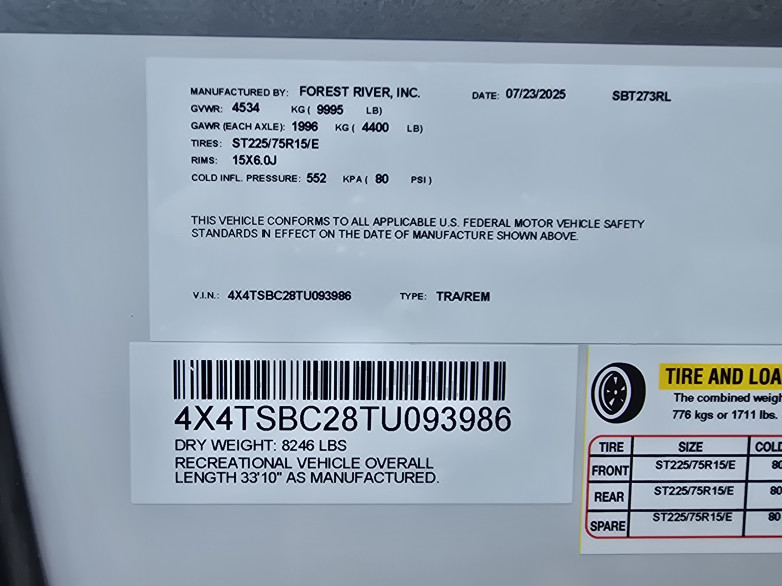 MANUFACTURED BY: FOREST RIVER, INC. DATE: 07/23/2025 SBT273RL
GVWR: 4534 KG ( 9995 LB)
GAWR (EACH AXLE): 1996 KG ( 4400 LB)
TIRES: ST225/75R15/E
RIMS: 15X6.0J
COLD INFL. PRESSURE: 552 KPA ( 80 PSI )
THIS VEHICLE CONFORMS TO ALL APPLICABLE U.S. FEDERAL MOTOR VEHICLE SAFETY
STANDARDS IN EFFECT ON THE DATE OF MANUFACTURE SHOWN ABOVE.
V.I.N.: 4X4TSBC28TU093986 TYPE: TRA/REM
4X4TSBC28TU093986
DRY WEIGHT: 8246 LBS
RECREATIONAL VEHICLE OVERALL
LENGTH 33'10" AS MANUFACTURED.
TIRE AND LOA
The combined weigh
776 kgs or 1711 lbs.
TIRE SIZE COLD
FRONT ST225/75R15/E 80
REAR ST225/75R15/E 80
SPARE ST225/75R15/E 80